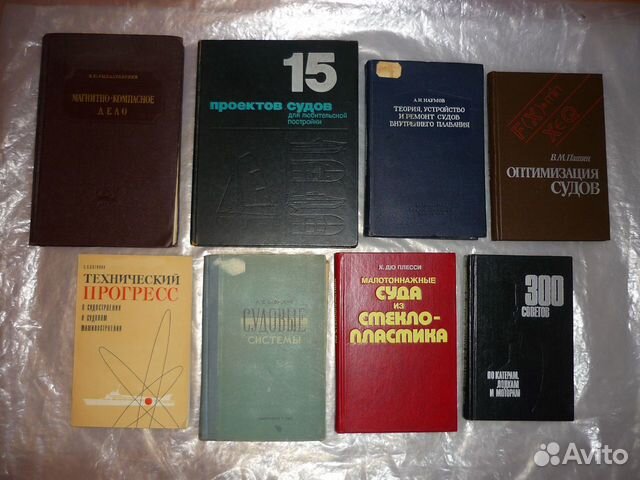 МАГНИТНО-КОМПАСНОЕ
ДЕЛО
15
проектов судов
для любительской
постройки
А. И. НАУМОВ
ТЕОРИЯ, УСТРОЙСТВО
И РЕМОНТ СУДОВ
ВНУТРЕННЕГО ПЛАВАНИЯ
В.М. Пашин
ОПТИМИЗАЦИЯ
СУДОВ
ТЕХНИЧЕСКИЙ
ПРОГРЕСС
В СУДОСТРОЕНИИ
И СУДОВОМ
МАШИНОСТРОЕНИИ
СУДОВЫЕ
СИСТЕМЫ
Х. ДЮ ПЛЕССИ
МАЛОТОННАЖНЫЕ
СУДА
ИЗ
СТЕКЛО-
ПЛАСТИКА
300
СОВЕТОВ
ПО КАТЕРАМ,
ЛОДКАМ
И МОТОРАМ
Avito